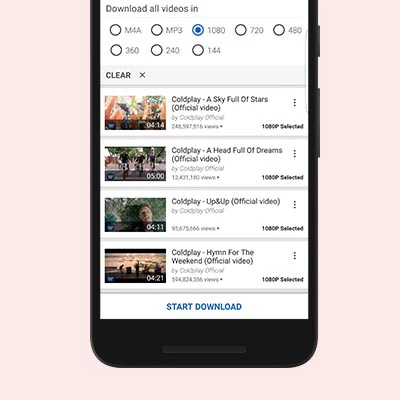 Download all videos in
M4A MP3 1080 720 480
360 240 144
CLEAR ✕
Coldplay - A Sky Full Of Stars
(Official video)
by Coldplay Official
04:14
248,597,516 views •
1080P Selected
Coldplay - A Head Full Of Dreams
(Official video)
by Coldplay Official
05:00
12,431,180 views •
1080P Selected
Coldplay - Up&Up (Official video)
by Coldplay Official
04:11
95,675,666 views •
1080P Selected
Coldplay - Hymn For The
Weekend (Official video)
by Coldplay Official
04:21
594,824,356 views •
1080P Selected
START DOWNLOAD